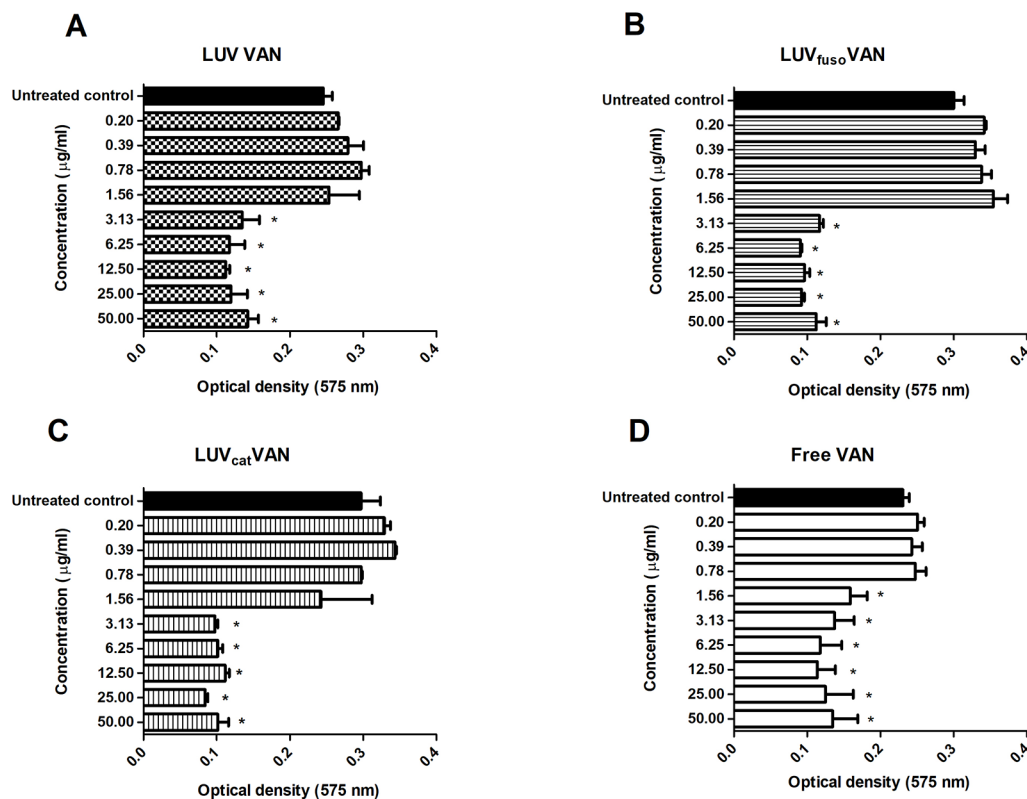 A
LUV VAN
Concentration (µg/ml)
Untreated control
0.20
0.39
0.78
1.56
3.13 *
6.25 *
12.50 *
25.00 *
50.00 *
0.0 0.1 0.2 0.3 0.4
Optical density (575 nm)
B
LUVfusoVAN
Concentration (µg/ml)
Untreated control
0.20
0.39
0.78
1.56
3.13 *
6.25 *
12.50 *
25.00 *
50.00 *
0.0 0.1 0.2 0.3 0.4
Optical density (575 nm)
C
LUVcatVAN
Concentration (µg/ml)
Untreated control
0.20
0.39
0.78
1.56
3.13 *
6.25 *
12.50 *
25.00 *
50.00 *
0.0 0.1 0.2 0.3 0.4
Optical density (575 nm)
D
Free VAN
Concentration (µg/ml)
Untreated control
0.20
0.39
0.78
1.56 *
3.13 *
6.25 *
12.50 *
25.00 *
50.00 *
0.0 0.1 0.2 0.3 0.4
Optical density (575 nm)